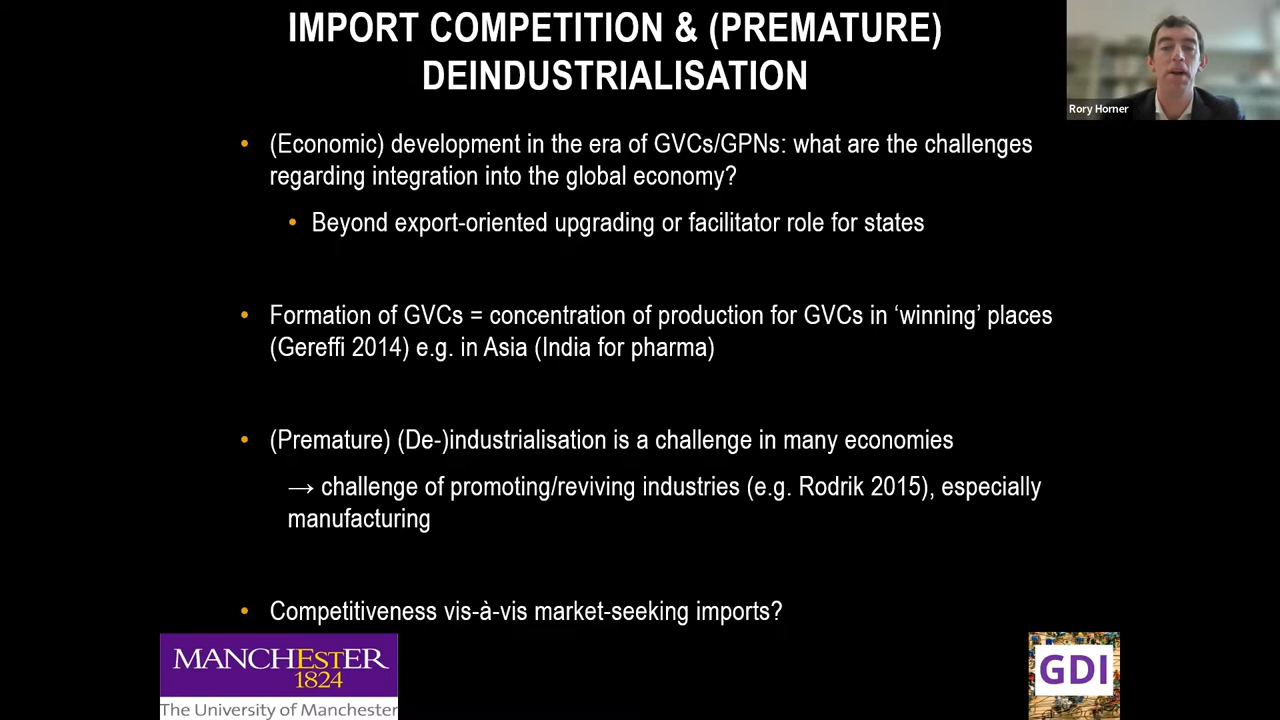 IMPORT COMPETITION & (PREMATURE)
DEINDUSTRIALISATION
Rory Horner
• (Economic) development in the era of GVCs/GPNs: what are the challenges
regarding integration into the global economy?
• Beyond export-oriented upgrading or facilitator role for states
• Formation of GVCs = concentration of production for GVCs in ‘winning’ places
(Gereffi 2014) e.g. in Asia (India for pharma)
• (Premature) (De-)industrialisation is a challenge in many economies
→ challenge of promoting/reviving industries (e.g. Rodrik 2015), especially
manufacturing
• Competitiveness vis-à-vis market-seeking imports?
MANCHESTER
1824
The University of Manchester
GDI